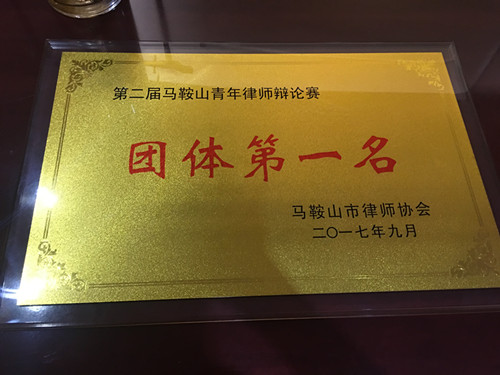 第二届马鞍山青年律师辩论赛
团体第一名
马鞍山市律师协会
二〇一七年九月